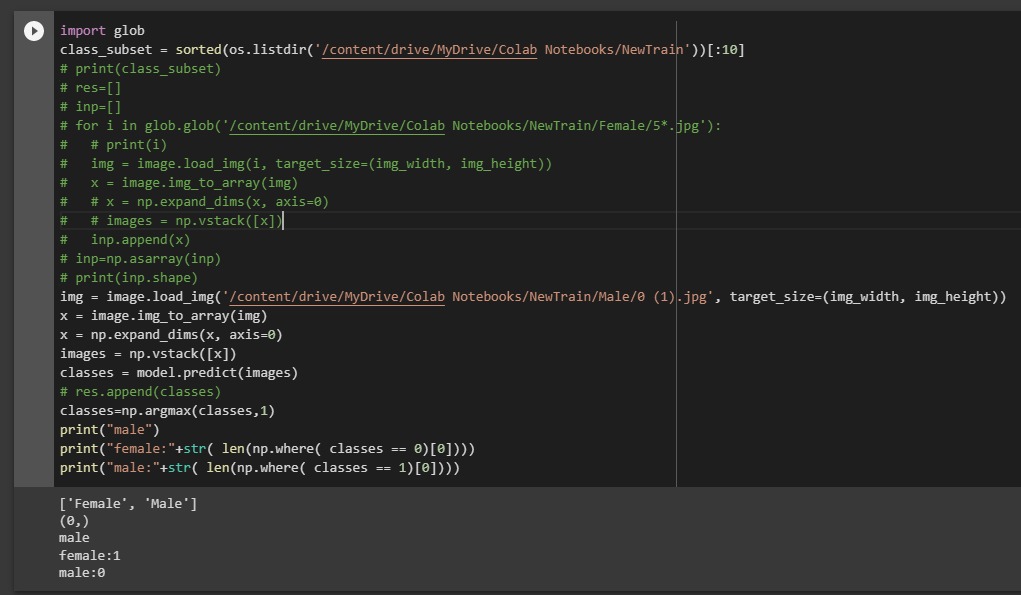 import glob
class_subset = sorted(os.listdir('/content/drive/MyDrive/Colab Notebooks/NewTrain'))[:10]
# print(class_subset)
# res=[]
# inp=[]
# for i in glob.glob('/content/drive/MyDrive/Colab Notebooks/NewTrain/Female/5*.jpg'):
#   # print(i)
#   img = image.load_img(i, target_size=(img_width, img_height))
#   x = image.img_to_array(img)
#   # x = np.expand_dims(x, axis=0)
#   # images = np.vstack([x])
#   inp.append(x)
# inp=np.asarray(inp)
# print(inp.shape)
img = image.load_img('/content/drive/MyDrive/Colab Notebooks/NewTrain/Male/0 (1).jpg', target_size=(img_width, img_height))
x = image.img_to_array(img)
x = np.expand_dims(x, axis=0)
images = np.vstack([x])
classes = model.predict(images)
# res.append(classes)
classes=np.argmax(classes,1)
print("male")
print("female:"+str( len(np.where( classes == 0)[0])))
print("male:"+str( len(np.where( classes == 1)[0])))
['Female', 'Male']
(0,)
male
female:1
male:0